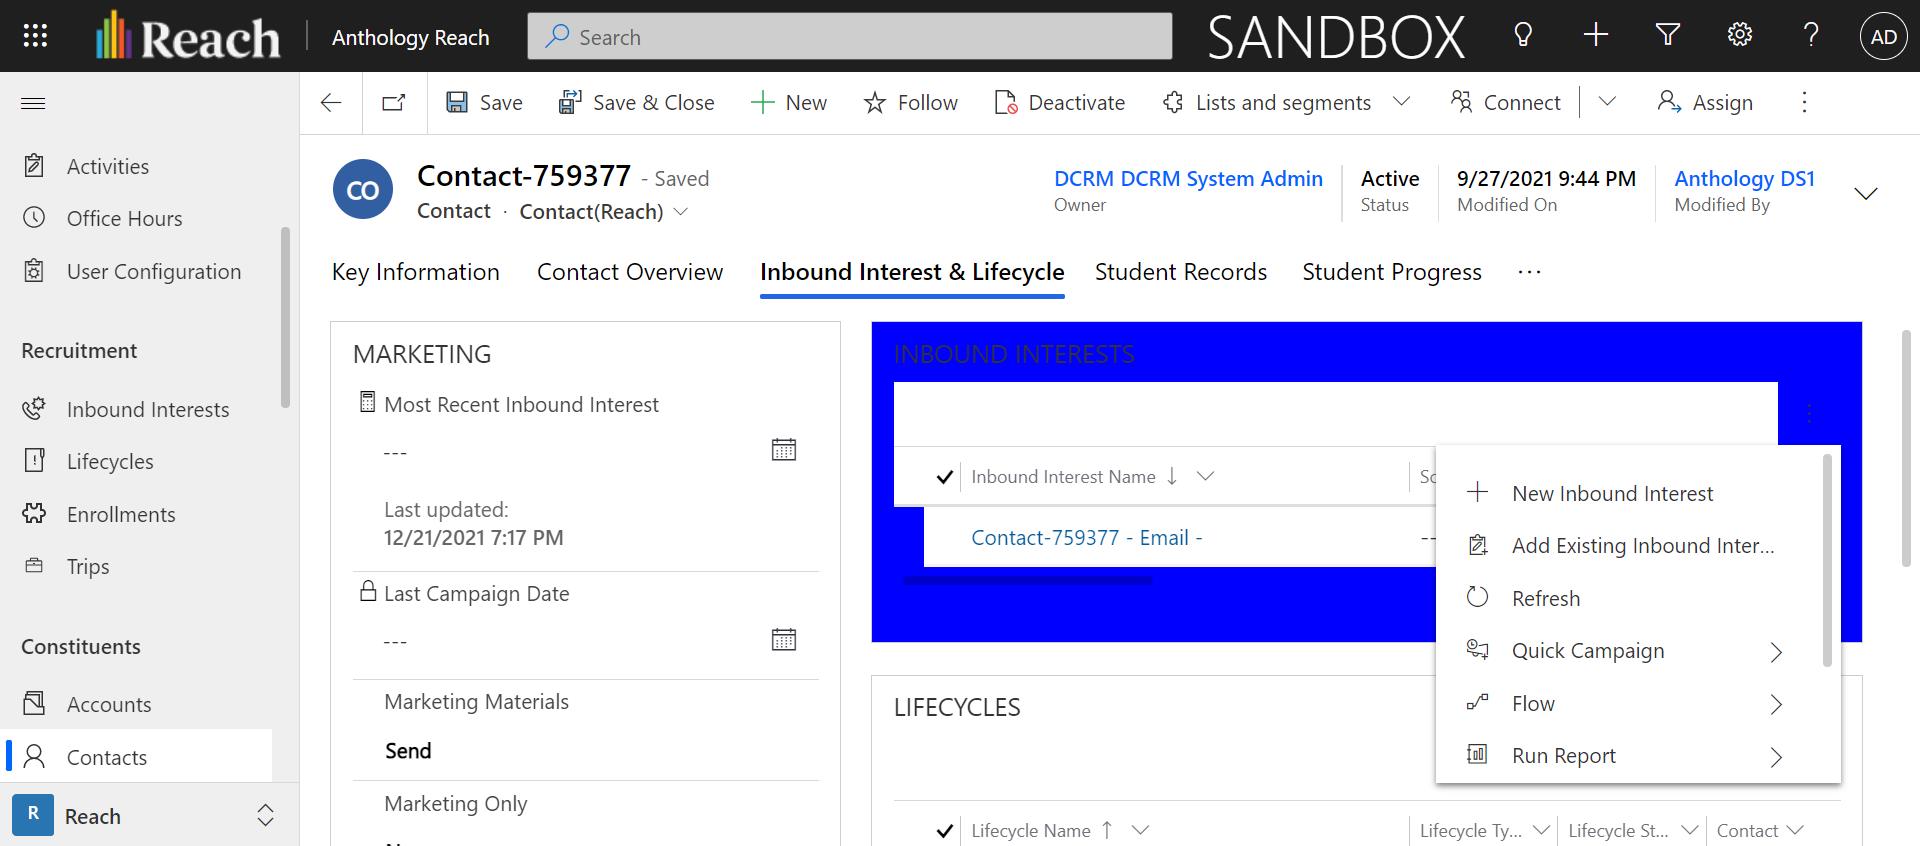 Reach
Anthology Reach
Search
SANDBOX
AD
Save
Save & Close
New
Follow
Deactivate
Lists and segments
Connect
Assign
Activities
Office Hours
User Configuration
Recruitment
Inbound Interests
Lifecycles
Enrollments
Trips
Constituents
Accounts
Contacts
R
Reach
CO
Contact-759377 - Saved
Contact · Contact(Reach)
DCRM DCRM System Admin
Owner
Active
Status
9/27/2021 9:44 PM
Modified On
Anthology DS1
Modified By
Key Information
Contact Overview
Inbound Interest & Lifecycle
Student Records
Student Progress
MARKETING
Most Recent Inbound Interest
---
Last updated:
12/21/2021 7:17 PM
Last Campaign Date
---
Marketing Materials
Send
Marketing Only
INBOUND INTERESTS
Inbound Interest Name
Contact-759377 - Email -
--
New Inbound Interest
Add Existing Inbound Inter...
Refresh
Quick Campaign
Flow
Run Report
LIFECYCLES
Lifecycle Name
Lifecycle Ty...
Lifecycle St...
Contact